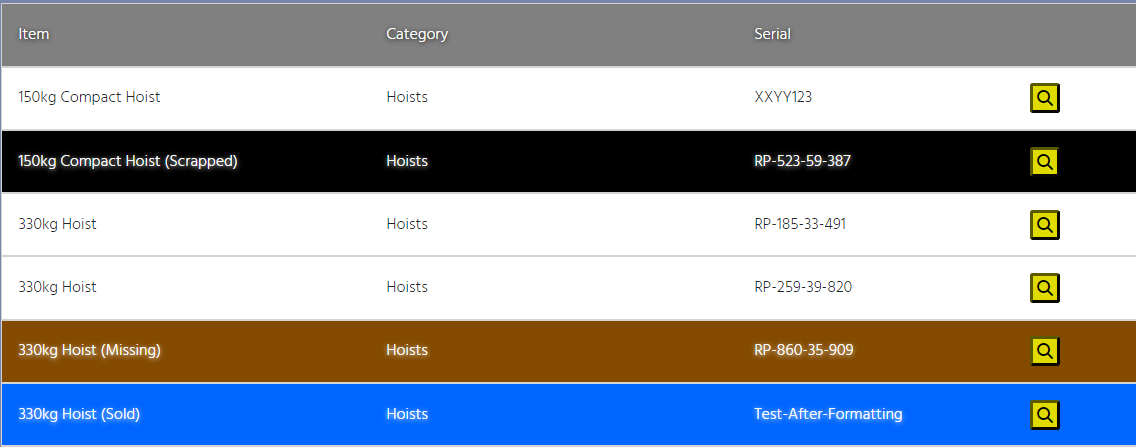 Item Category Serial
150kg Compact Hoist Hoists XXYY123
150kg Compact Hoist (Scrapped) Hoists RP-523-59-387
330kg Hoist Hoists RP-185-33-491
330kg Hoist Hoists RP-259-39-820
330kg Hoist (Missing) Hoists RP-860-35-909
330kg Hoist (Sold) Hoists Test-After-Formatting